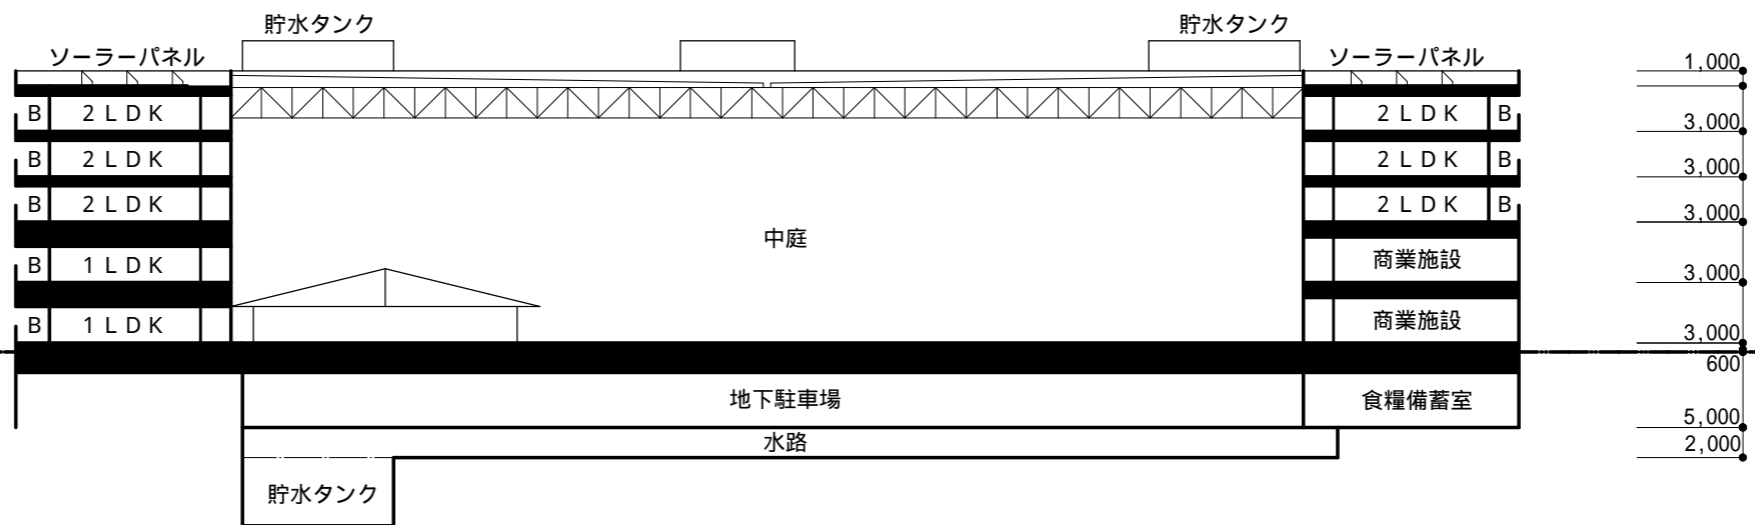 貯水タンク 貯水タンク
ソーラーパネル ソーラーパネル 1,000
B 2LDK 2LDK B 3,000
B 2LDK 2LDK B 3,000
B 2LDK 2LDK B 3,000
中庭
B 1LDK 商業施設 3,000
B 1LDK 商業施設 3,000
600
地下駐車場 食糧備蓄室 5,000
水路 2,000
貯水タンク